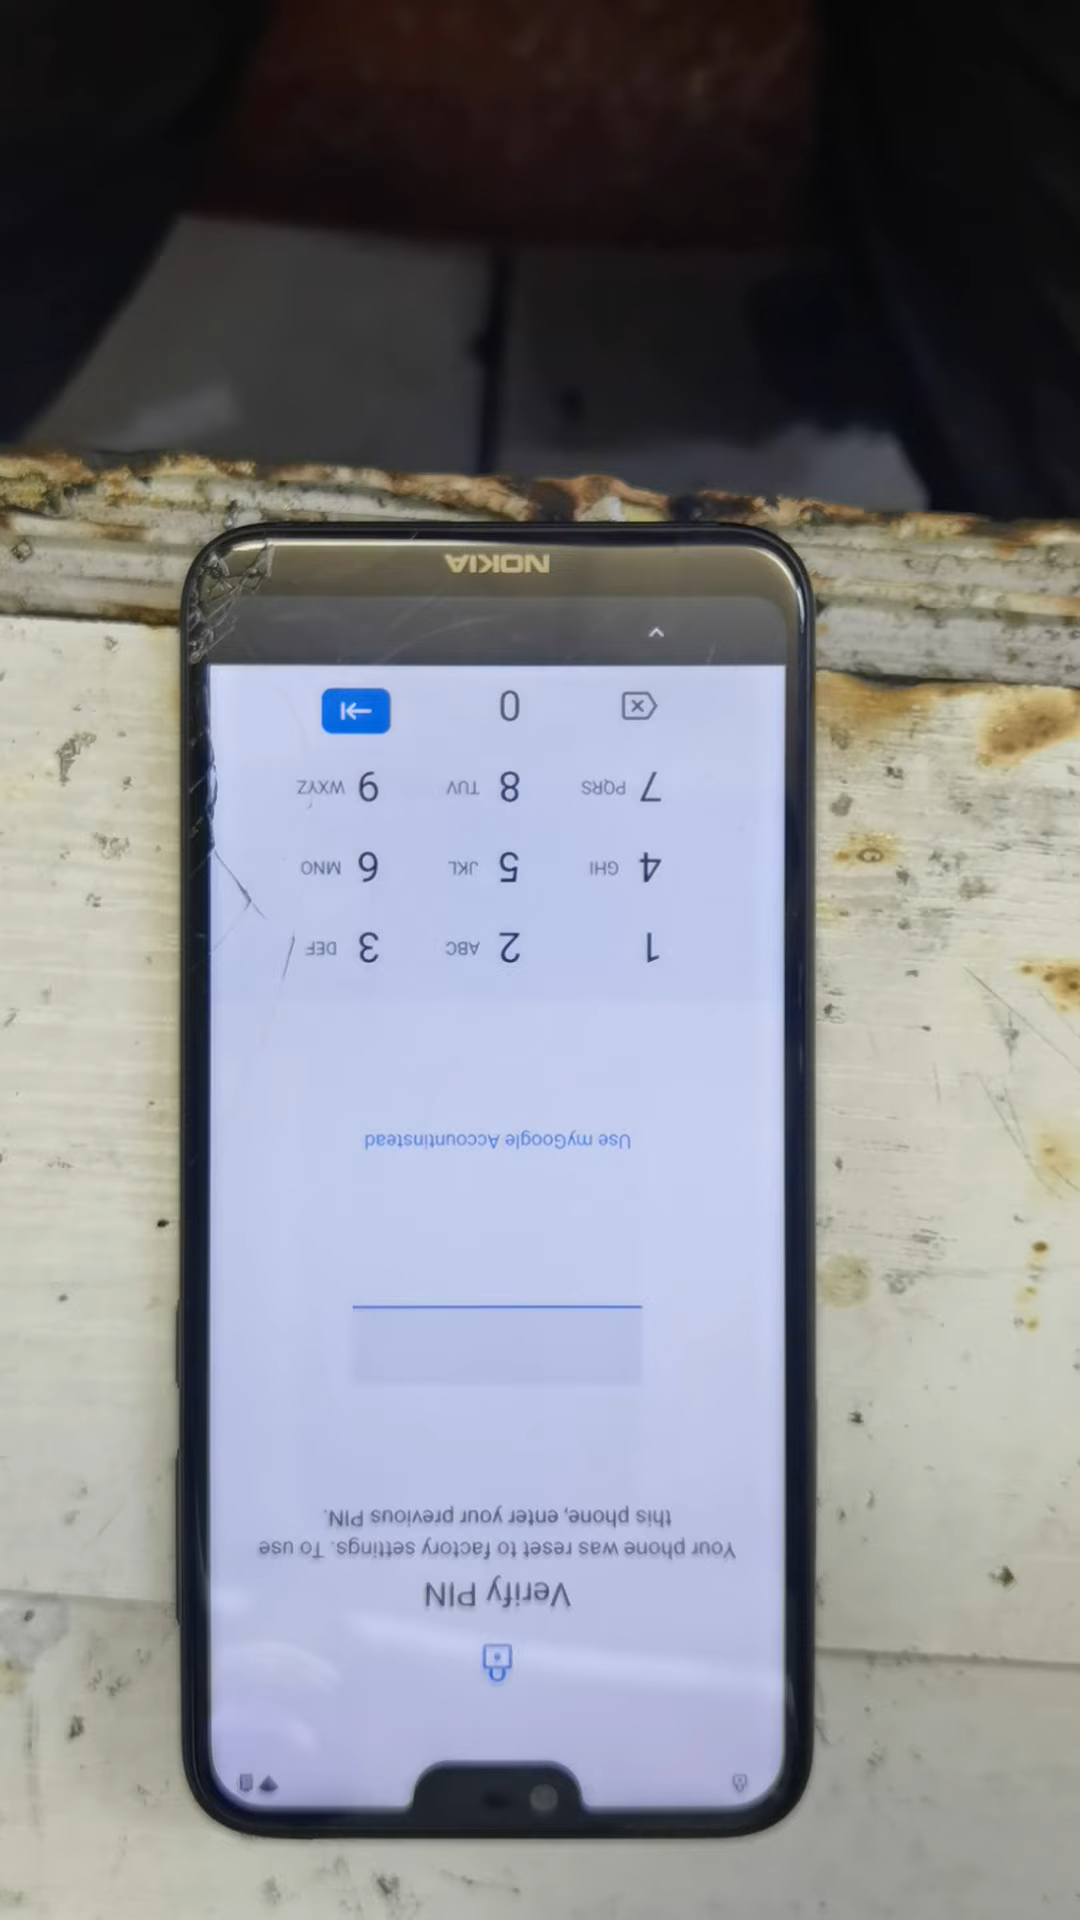 Verify PIN
Your phone was reset to factory settings. To use
this phone, enter your previous PIN.
Use myGoogle Accountinstead
1
2 ABC
3 DEF
4 GHI
5 JKL
6 MNO
7 PQRS
8 TUV
9 WXYZ
0
NOKIA